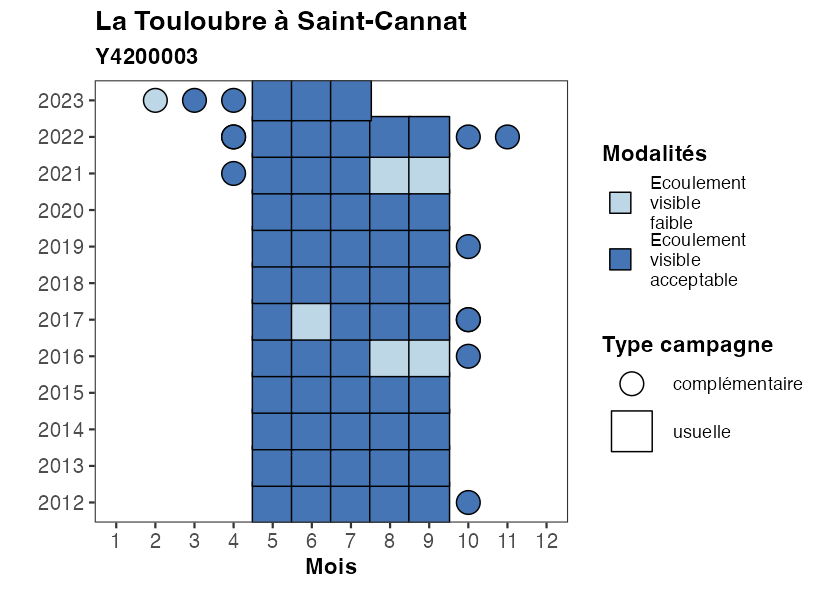 La Touloubre à Saint-Cannat
Y4200003
2023
2022
2021
2020
2019
2018
2017
2016
2015
2014
2013
2012
1 2 3 4 5 6 7 8 9 10 11 12
Mois
Modalités
Ecoulement
visible
faible
Ecoulement
visible
acceptable
Type campagne
complémentaire
usuelle